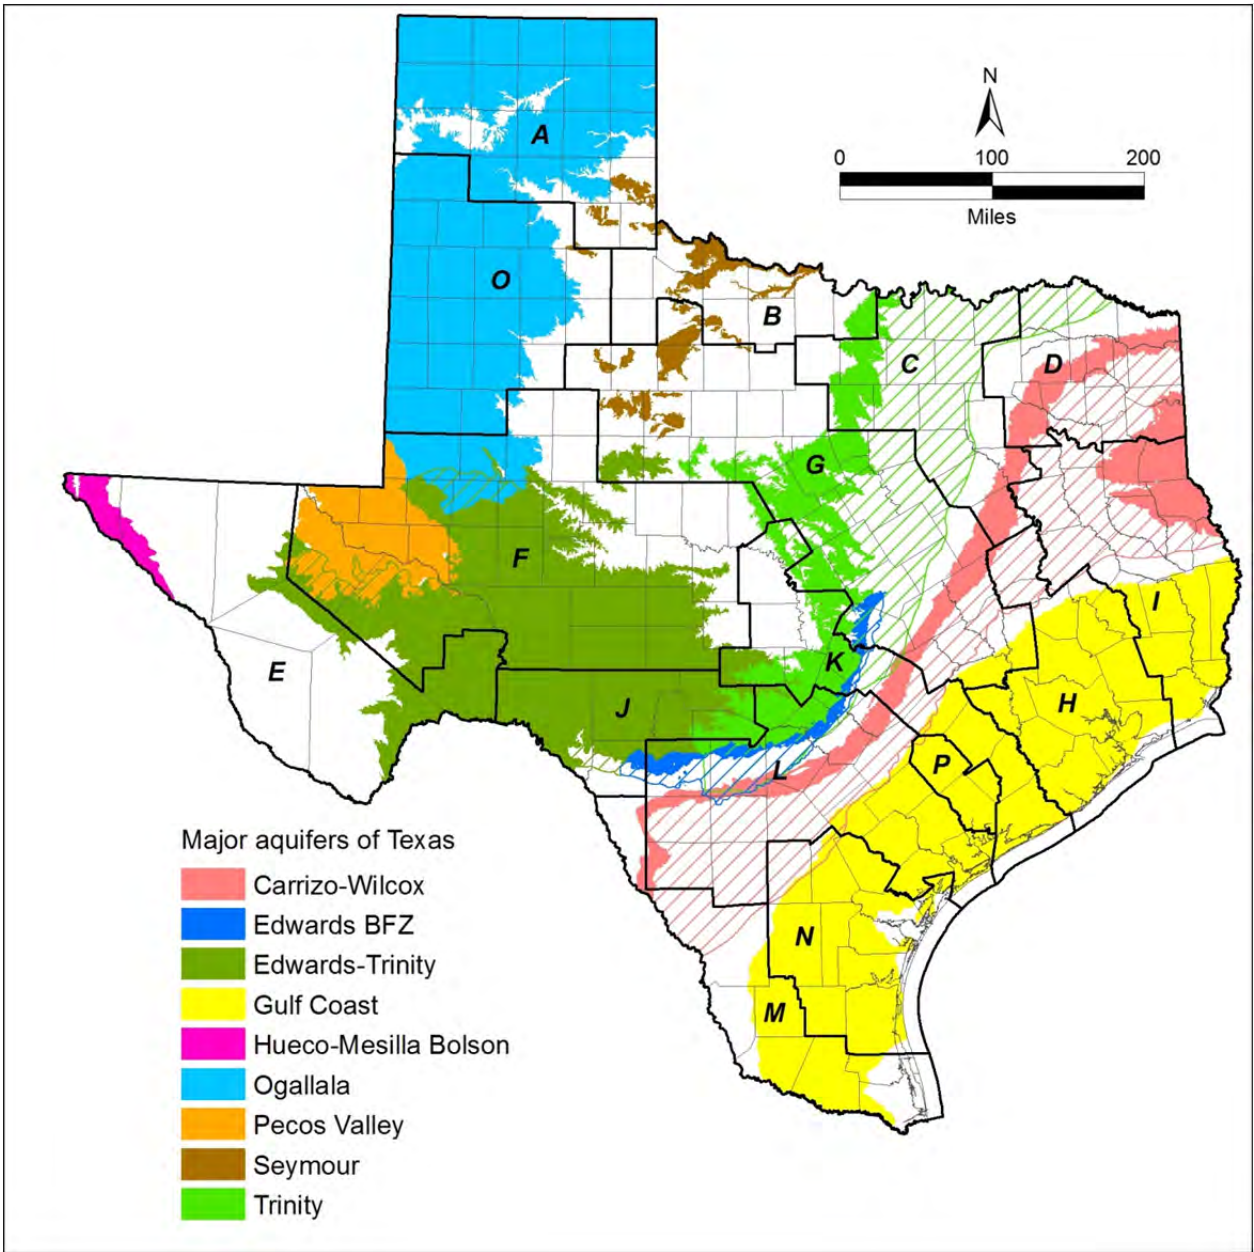 N
0 100 200
Miles
A
O
B
C
D
G
F
I
K
E
J
H
L
P
N
M
Major aquifers of Texas
Carrizo-Wilcox
Edwards BFZ
Edwards-Trinity
Gulf Coast
Hueco-Mesilla Bolson
Ogallala
Pecos Valley
Seymour
Trinity